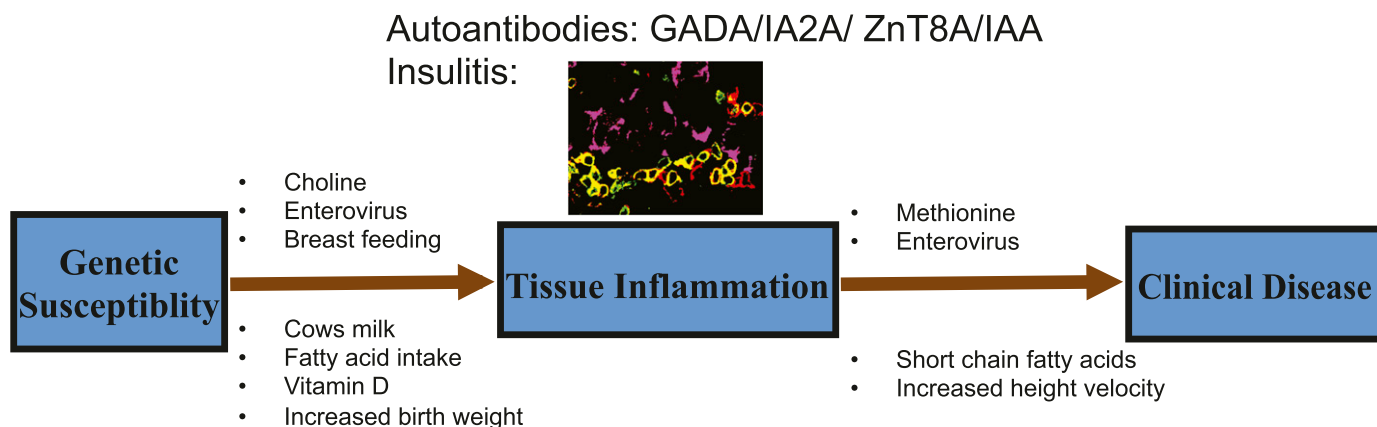 Autoantibodies: GADA/IA2A/ ZnT8A/IAA
Insulitis:
• Choline
• Enterovirus
• Breast feeding
Genetic
Susceptiblity
• Cows milk
• Fatty acid intake
• Vitamin D
• Increased birth weight
Tissue Inflammation
• Methionine
• Enterovirus
• Short chain fatty acids
• Increased height velocity
Clinical Disease